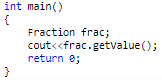 int main()
{
Fraction frac;
cout<<frac.getValue();
return 0;
}